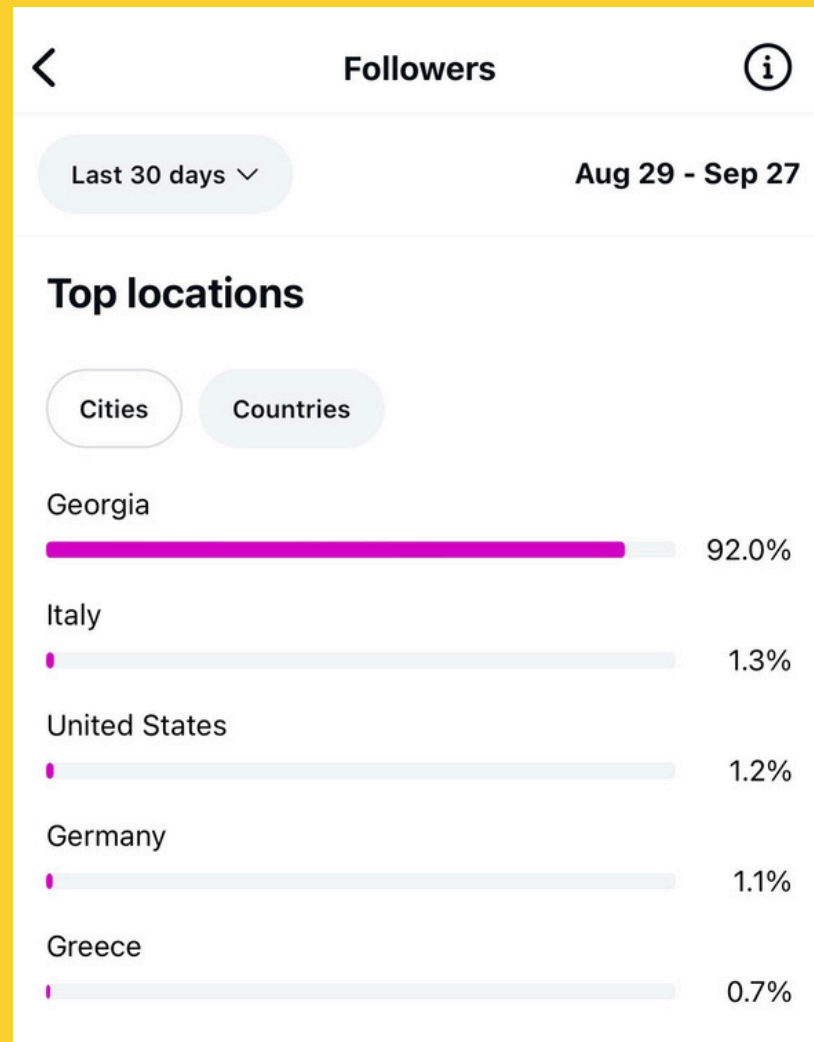 Followers
Last 30 days
Aug 29 - Sep 27
Top locations
Cities
Countries
Georgia
92.0%
Italy
1.3%
United States
1.2%
Germany
1.1%
Greece
0.7%